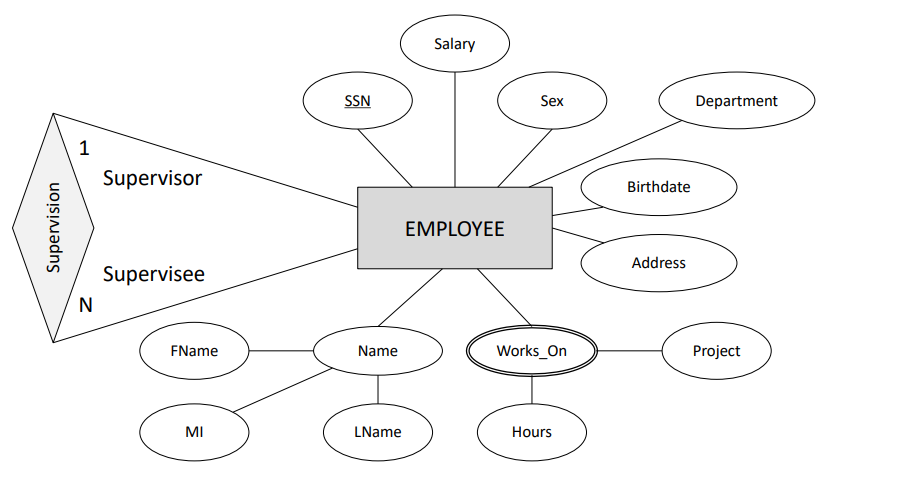 Salary
SSN
Sex
Department
1
Supervisor
Birthdate
Supervision
EMPLOYEE
Address
Supervisee
N
FName
Name
Works_On
Project
MI
LName
Hours